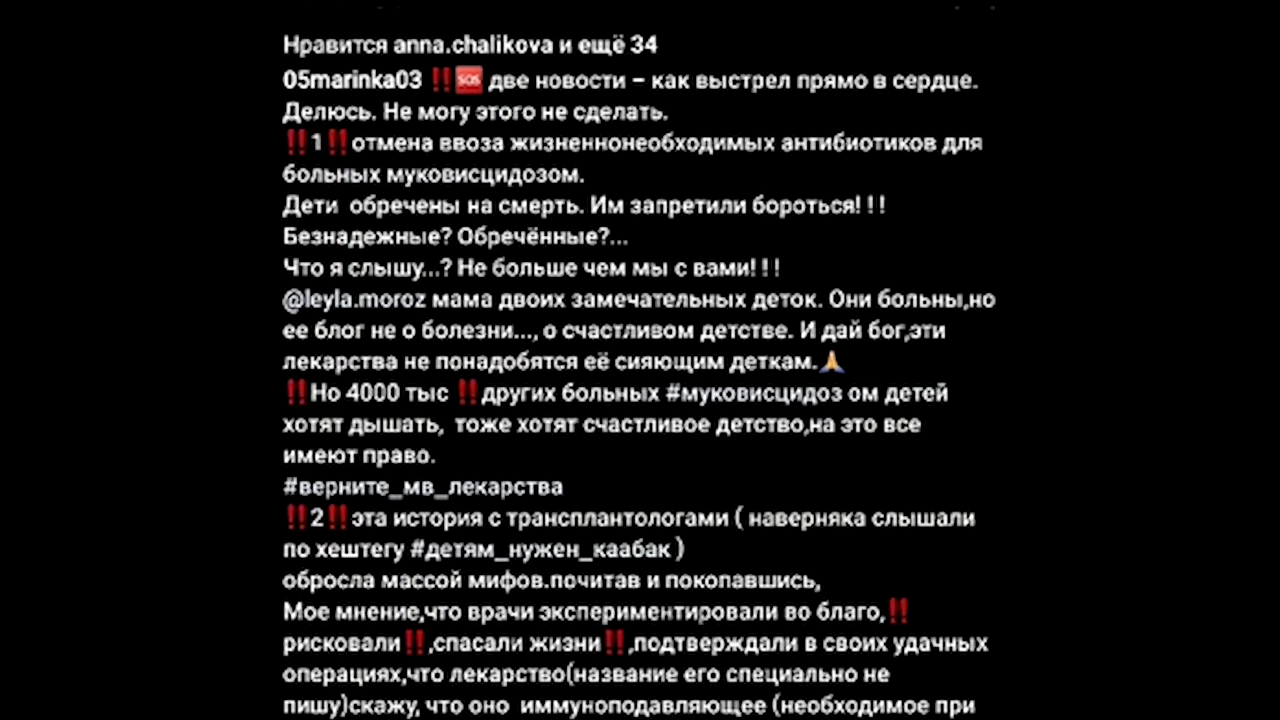 Нравится anna.chalikova и ещё 34
05marinka03 ‼️🆘 две новости – как выстрел прямо в сердце.
Делюсь. Не могу этого не сделать.
‼️1‼️отмена ввоза жизненнонеобходимых антибиотиков для
больных муковисцидозом.
Дети обречены на смерть. Им запретили бороться! ! !
Безнадежные? Обречённые?...
Что я слышу...? Не больше чем мы с вами! ! !
@leyla.moroz мама двоих замечательных деток. Они больны,но
ее блог не о болезни..., о счастливом детстве. И дай бог,эти
лекарства не понадобятся её сияющим деткам.🙏
‼️Но 4000 тыс ‼️других больных #муковисцидоз ом детей
хотят дышать, тоже хотят счастливое детство,на это все
имеют право.
#верните_мв_лекарства
‼️2‼️эта история с трансплантологами ( наверняка слышали
по хештегу #детям_нужен_каабак )
обросла массой мифов.почитав и покопавшись,
Мое мнение,что врачи экспериментировали во благо,‼️
рисковали‼️,спасали жизни‼️,подтверждали в своих удачных
операциях,что лекарство(название его специально не
пишу)скажу, что оно иммуноподавляющее (необходимое при